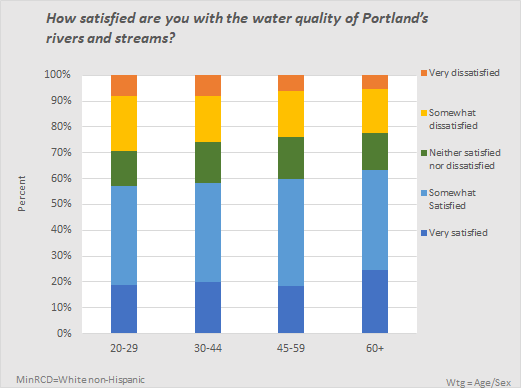 How satisfied are you with the water quality of Portland's
rivers and streams?
100%
90%
80%
70%
60%
50%
40%
30%
20%
10%
0%
Percent
20-29
30-44
45-59
60+
Very dissatisfied
Somewhat
dissatisfied
Neither satisfied
nor dissatisfied
Somewhat
Satisfied
Very satisfied
MinRCD=White non-Hispanic
Wtg = Age/Sex